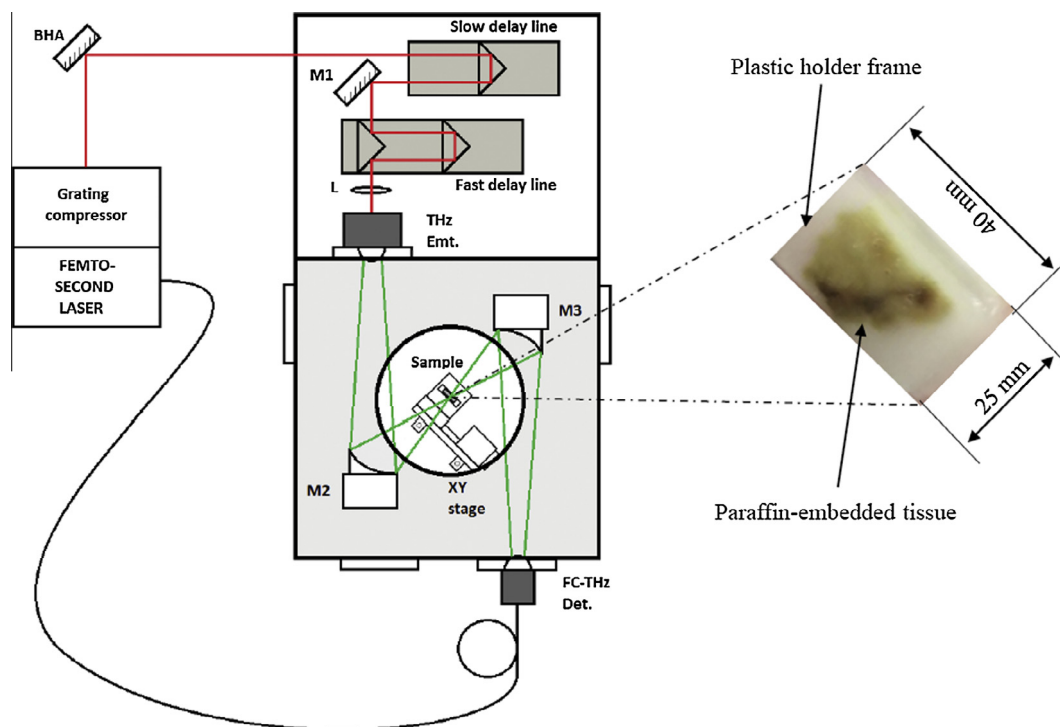 BHA
Slow delay line
M1
Fast delay line
L
Grating
compressor
FEMTO-
SECOND
LASER
THz
Emt.
M3
Sample
M2
XY
stage
FC-THz
Det.
Plastic holder frame
40 mm
25 mm
Paraffin-embedded tissue